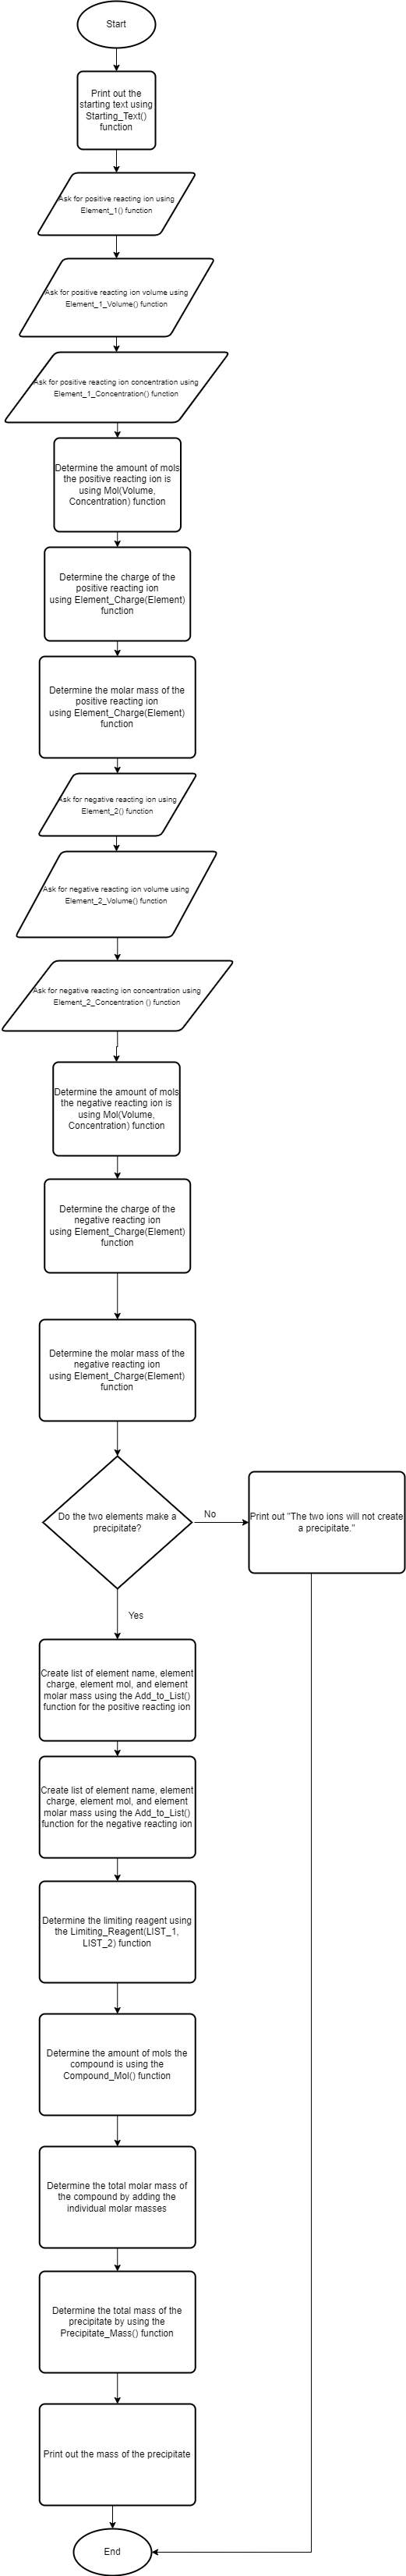 Start
Print out the
starting text using
Starting_Text()
function
Ask for positive reacting ion using
Element_1() function
Ask for positive reacting ion volume using
Element_1_Volume() function
Ask for positive reacting ion concentration using
Element_1_Concentration() function
Determine the amount of mols
the positive reacting ion is
using Mol(Volume,
Concentration) function
Determine the charge of the
positive reacting ion
using Element_Charge(Element)
function
Determine the molar mass of the
positive reacting ion
using Element_Charge(Element)
function
Ask for negative reacting ion using
Element_2() function
Ask for negative reacting ion volume using
Element_2_Volume() function
Ask for negative reacting ion concentration using
Element_2_Concentration () function
Determine the amount of mols
the negative reacting ion is
using Mol(Volume,
Concentration) function
Determine the charge of the
negative reacting ion
using Element_Charge(Element)
function
Determine the molar mass of the
negative reacting ion
using Element_Charge(Element)
function
Do the two elements make a
precipitate?
No
Print out "The two ions will not create
a precipitate."
Yes
Create list of element name, element
charge, element mol, and element
molar mass using the Add_to_List()
function for the positive reacting ion
Create list of element name, element
charge, element mol, and element
molar mass using the Add_to_List()
function for the negative reacting ion
Determine the limiting reagent using
the Limiting_Reagent(LIST_1,
LIST_2) function
Determine the amount of mols the
compound is using the
Compound_Mol() function
Determine the total molar mass of
the compound by adding the
individual molar masses
Determine the total mass of the
precipitate by using the
Precipitate_Mass() function
Print out the mass of the precipitate
End